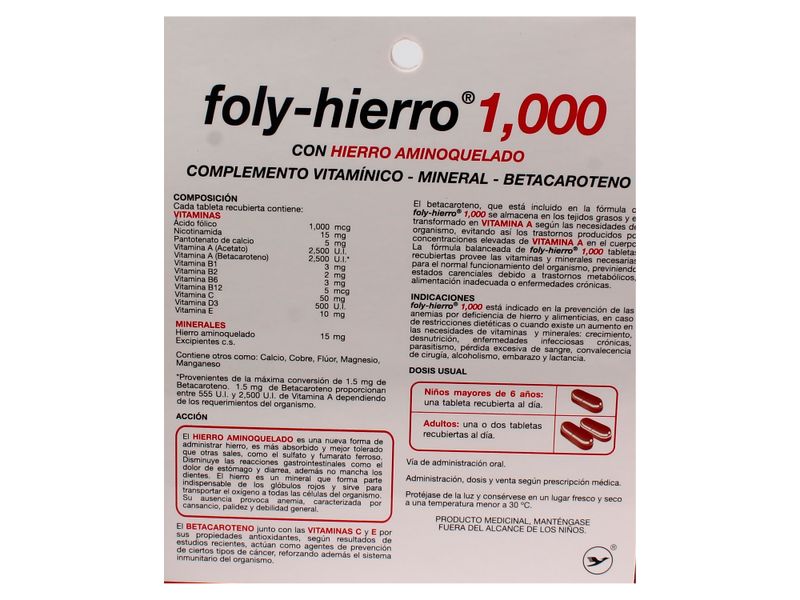 foly-hierro® 1,000
CON HIERRO AMINOQUELADO
COMPLEMENTO VITAMÍNICO - MINERAL - BETACAROTENO
COMPOSICIÓN
Cada tableta recubierta contiene:
VITAMINAS
Ácido fólico 1,000 mcg
Nicotinamida 15 mg
Pantotenato de calcio 5 mg
Vitamina A (Acetato) 2,500 U.I.
Vitamina A (Betacaroteno) 2,500 U.I.*
Vitamina B1 3 mg
Vitamina B2 2 mg
Vitamina B6 3 mg
Vitamina B12 5 mcg
Vitamina C 50 mg
Vitamina D3 500 U.I.
Vitamina E 10 mg
MINERALES
Hierro aminoquelado 15 mg
Excipientes c.s.
Contiene otros como: Calcio, Cobre, Flúor, Magnesio,
Manganeso
*Provenientes de la máxima conversión de 1.5 mg de
Betacaroteno. 1.5 mg de Betacaroteno proporcionan
entre 555 U.I. y 2,500 U.I. de Vitamina A dependiendo
de los requerimientos del organismo.
ACCIÓN
El HIERRO AMINOQUELADO es una nueva forma de
administrar hierro, es más absorbido y mejor tolerado
que otras sales, como el sulfato y fumarato ferroso.
Disminuye las reacciones gastrointestinales como el
dolor de estómago y diarrea, además no mancha los
dientes. El hierro es un mineral que forma parte
indispensable de los glóbulos rojos y sirve para
transportar el oxígeno a todas las células del organismo.
Su ausencia provoca anemia, caracterizada por
cansancio, palidez y debilidad general.
El BETACAROTENO junto con las VITAMINAS C y E por
sus propiedades antioxidantes, según resultados de
estudios recientes, actúan como agentes de prevención
de ciertos tipos de cáncer, reforzando además el sistema
inmunitario del organismo.
El betacaroteno, que está incluido en la fórmula d
foly-hierro® 1,000 se almacena en los tejidos grasos y e
transformado en VITAMINA A según las necesidades de
organismo, evitando así los trastornos producidos po
concentraciones elevadas de VITAMINA A en el cuerpo
La fórmula balanceada de foly-hierro® 1,000 tabletas
recubiertas provee las vitaminas y minerales necesarias
para el normal funcionamiento del organismo, previniendo
estados carenciales debido a trastornos metabólicos,
alimentación inadecuada o enfermedades crónicas.
INDICACIONES
foly-hierro® 1,000 está indicado en la prevención de las
anemias por deficiencia de hierro y alimenticias, en caso
de restricciones dietéticas o cuando existe un aumento en
las necesidades de vitaminas y minerales: crecimiento,
desnutrición, enfermedades infecciosas crónicas,
parasitismo, pérdida excesiva de sangre, convalecencia
de cirugía, alcoholismo, embarazo y lactancia.
DOSIS USUAL
Niños mayores de 6 años:
una tableta recubierta al día.
Adultos: una o dos tabletas
recubiertas al día.
Vía de administración oral.
Administración, dosis y venta según prescripción médica.
Protéjase de la luz y consérvese en un lugar fresco y seco
a una temperatura menor a 30 ºC.
PRODUCTO MEDICINAL, MANTÉNGASE
FUERA DEL ALCANCE DE LOS NIÑOS.
®